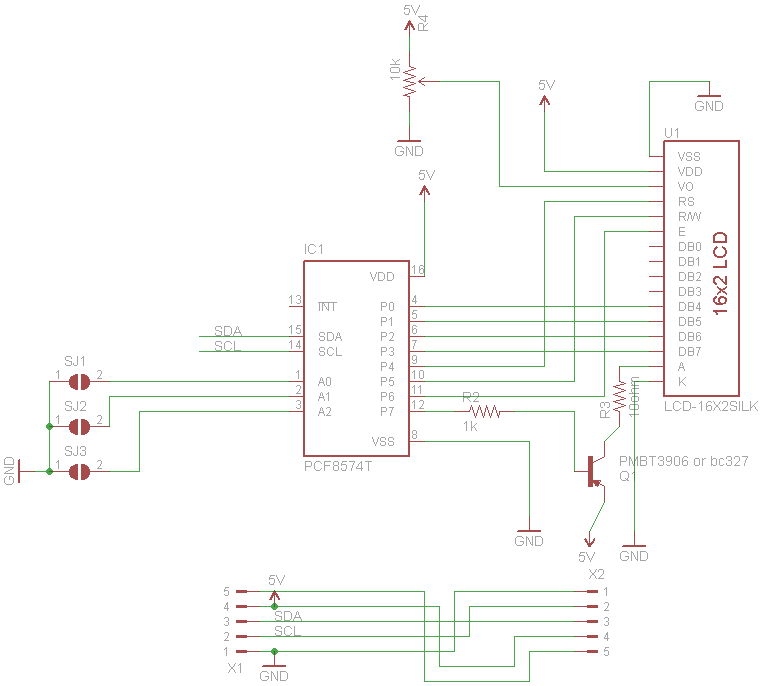 5V
R4
10k
GND
5V
GND
U1
VSS
VDD
VO
RS
R/W
E
DB0
DB1
DB2
DB3
DB4
DB5
DB6
DB7
A
K
16x2 LCD
LCD-16X2SILK
5V
IC1
VDD 16
13 INT
P0 4
P1 5
15 SDA P2 6
14 SCL P3 7
P4 9
1 A0 P5 10
2 A1 P6 11
3 A2 P7 12
VSS 8
PCF8574T
SDA
SCL
SJ1
1 2
SJ2
1 2
SJ3
1 2
GND
R2
1k
R3
10ohm
PMBT3906 or bc327
Q1
GND
5V
GND
X2
5
4
3
2
1
X1
5V
SDA
SCL
GND
1
2
3
4
5